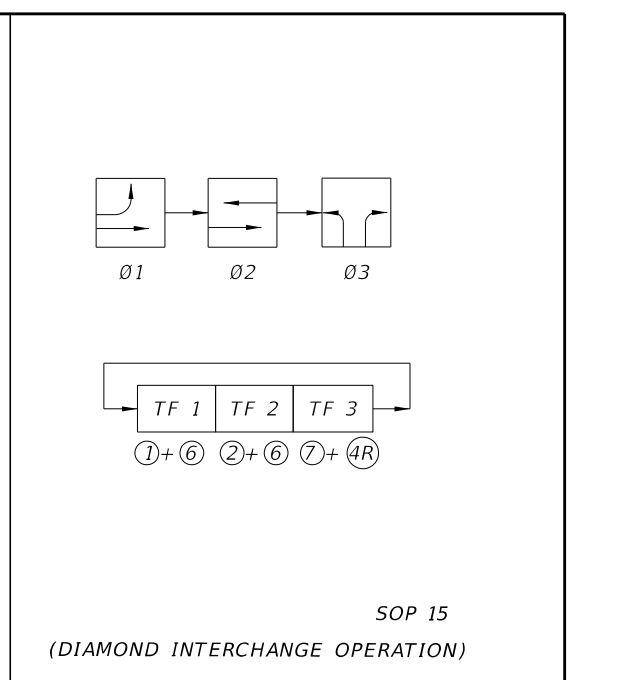 Ø1 Ø2 Ø3
TF 1 TF 2 TF 3
1+6 2+6 7+4R
SOP 15
(DIAMOND INTERCHANGE OPERATION)